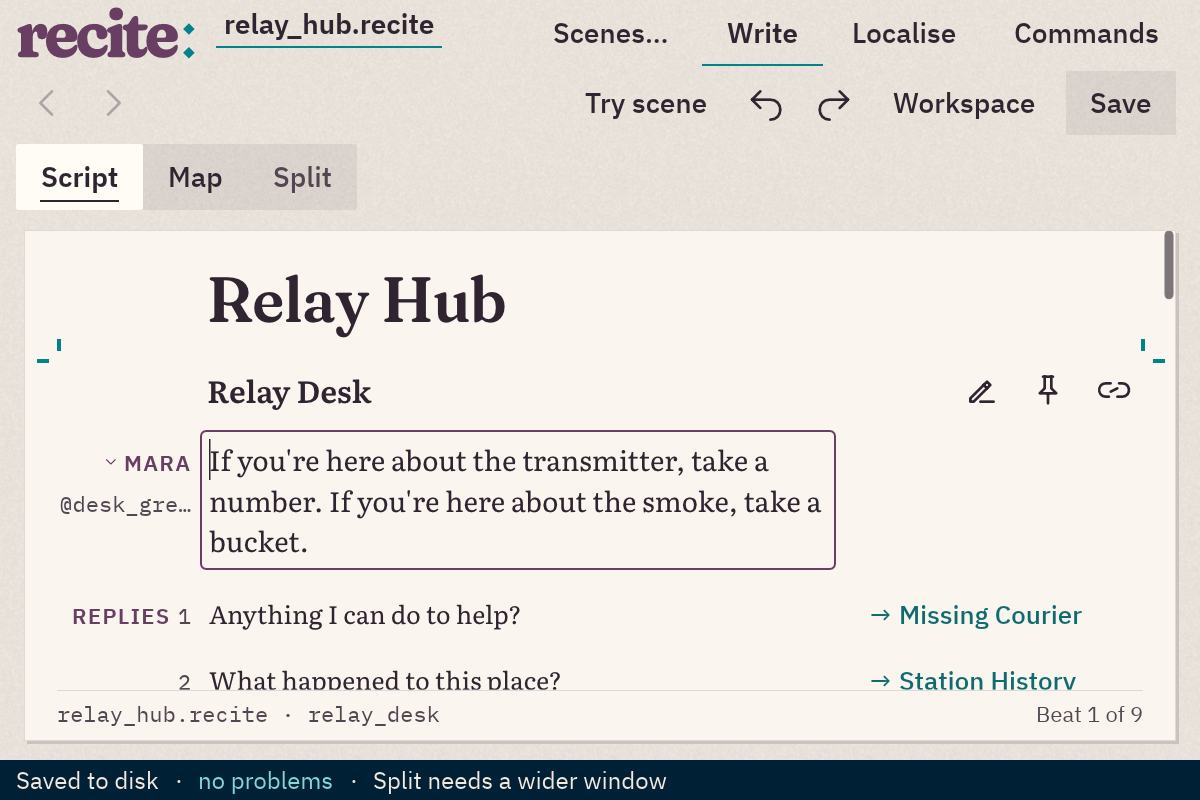 recite:
relay_hub.recite
Scenes...
Write
Localise
Commands
Try scene
Workspace
Save
Script
Map
Split
Relay Hub
Relay Desk
MARA
@desk_gre…
If you're here about the transmitter, take a
number. If you're here about the smoke, take a
bucket.
REPLIES 1 Anything I can do to help? → Missing Courier
2 What happened to this place? → Station History
relay_hub.recite · relay_desk
Beat 1 of 9
Saved to disk · no problems · Split needs a wider window